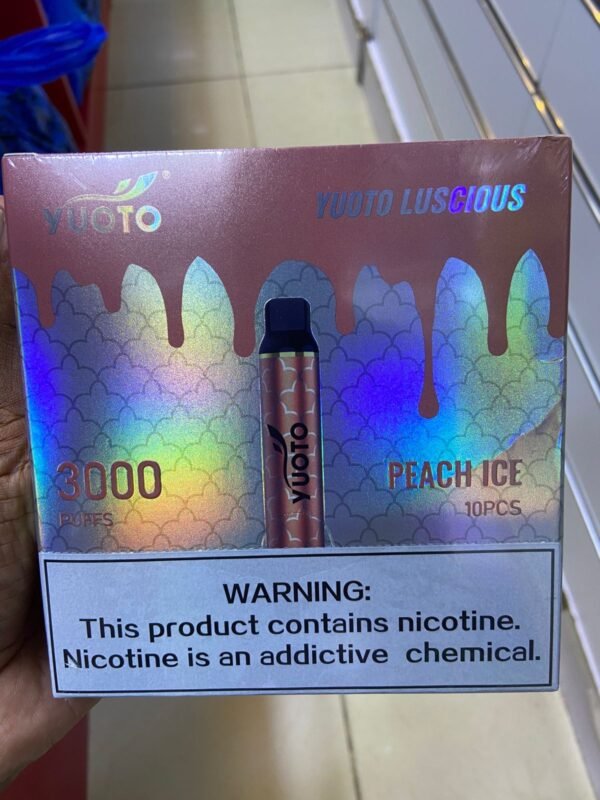 YUOTO®
YUOTO LUSCIOUS
YUOTO
3000
PUFFS
PEACH ICE
10PCS
WARNING:
This product contains nicotine.
Nicotine is an addictive chemical.